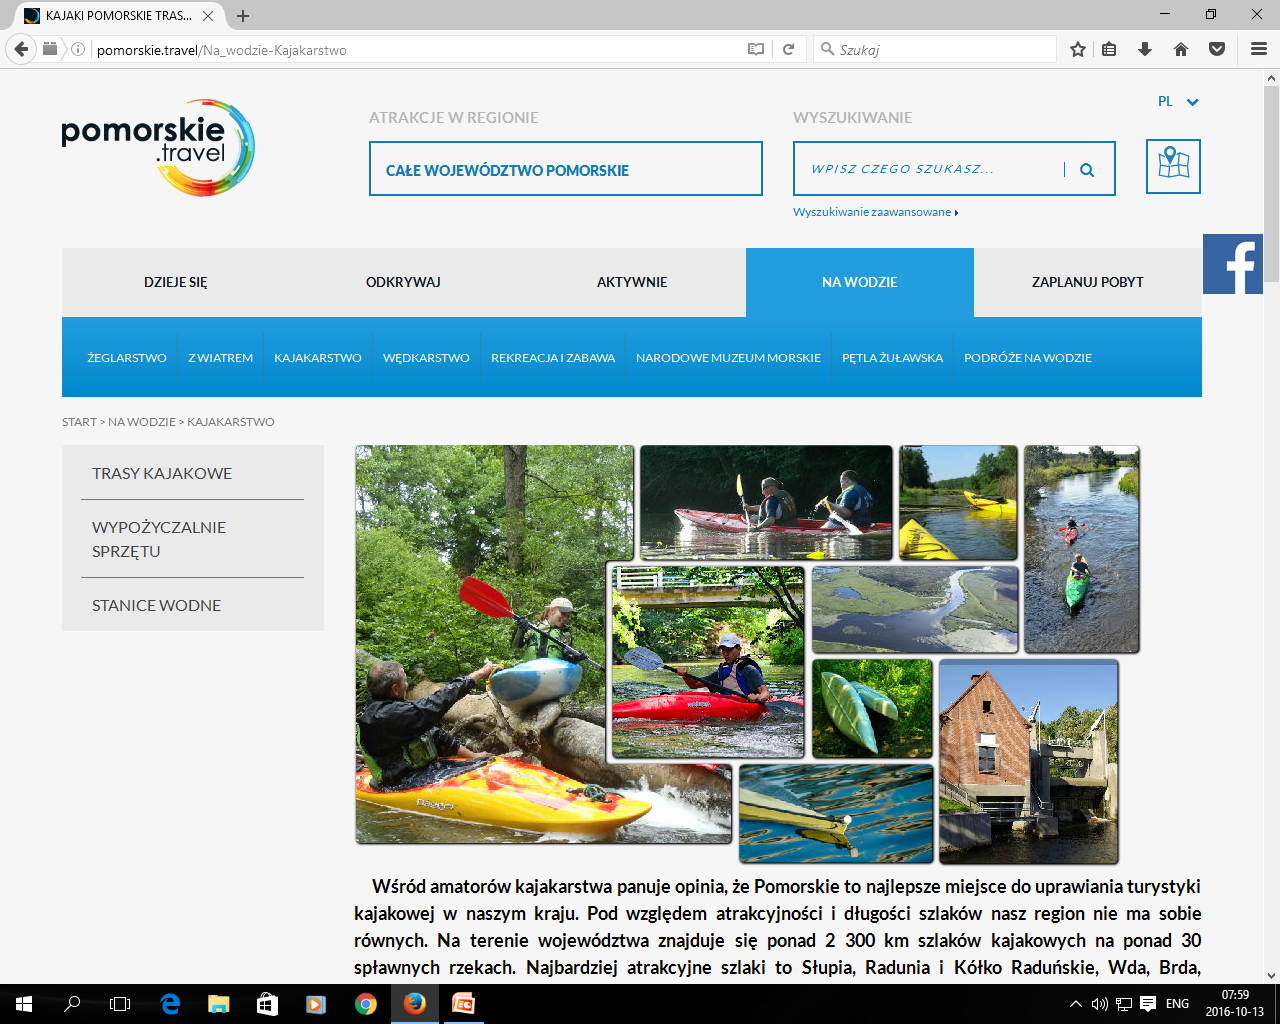 KAJAKI POMORSKIE TRAS...
pomorskie.travel/Na_wodzie-Kajakarstwo
Szukaj
pomorskie
.travel
ATRAKCJE W REGIONIE
CAŁE WOJEWÓDZTWO POMORSKIE
WYSZUKIWANIE
WPISZ CZEGO SZUKASZ...
Wyszukiwanie zaawansowane
PL
DZIEJE SIĘ
ODKRYWAJ
AKTYWNIE
NA WODZIE
ZAPLANUJ POBYT
ŻEGLARSTWO
Z WIATREM
KAJAKARSTWO
WĘDKARSTWO
REKREACJA I ZABAWA
NARODOWE MUZEUM MORSKIE
PĘTLA ŻUŁAWSKA
PODRÓŻE NA WODZIE
START > NA WODZIE > KAJAKARSTWO
TRASY KAJAKOWE
WYPOŻYCZALNIE
SPRZĘTU
STANICE WODNE
Wśród amatorów kajakarstwa panuje opinia, że Pomorskie to najlepsze miejsce do uprawiania turystyki
kajakowej w naszym kraju. Pod względem atrakcyjności i długości szlaków nasz region nie ma sobie
równych. Na terenie województwa znajduje się ponad 2 300 km szlaków kajakowych na ponad 30
spławnych rzekach. Najbardziej atrakcyjne szlaki to Słupia, Radunia i Kółko Raduńskie, Wda, Brda,
ENG
07:59
2016-10-13